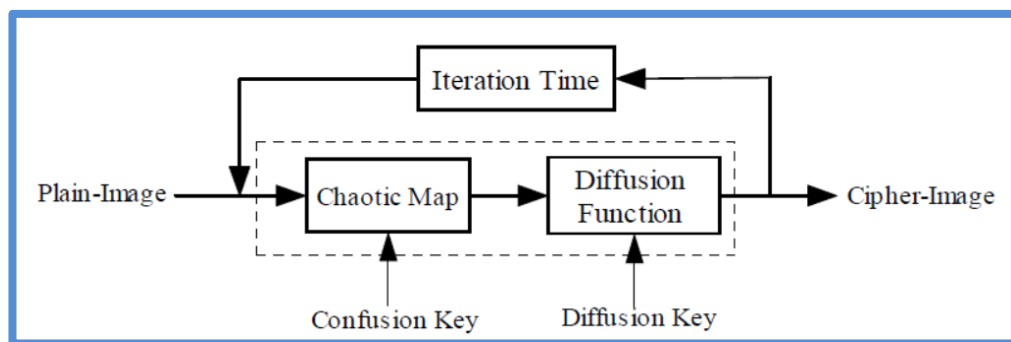 Iteration Time
Plain-Image
Chaotic Map
Diffusion
Function
Cipher-Image
Confusion Key
Diffusion Key